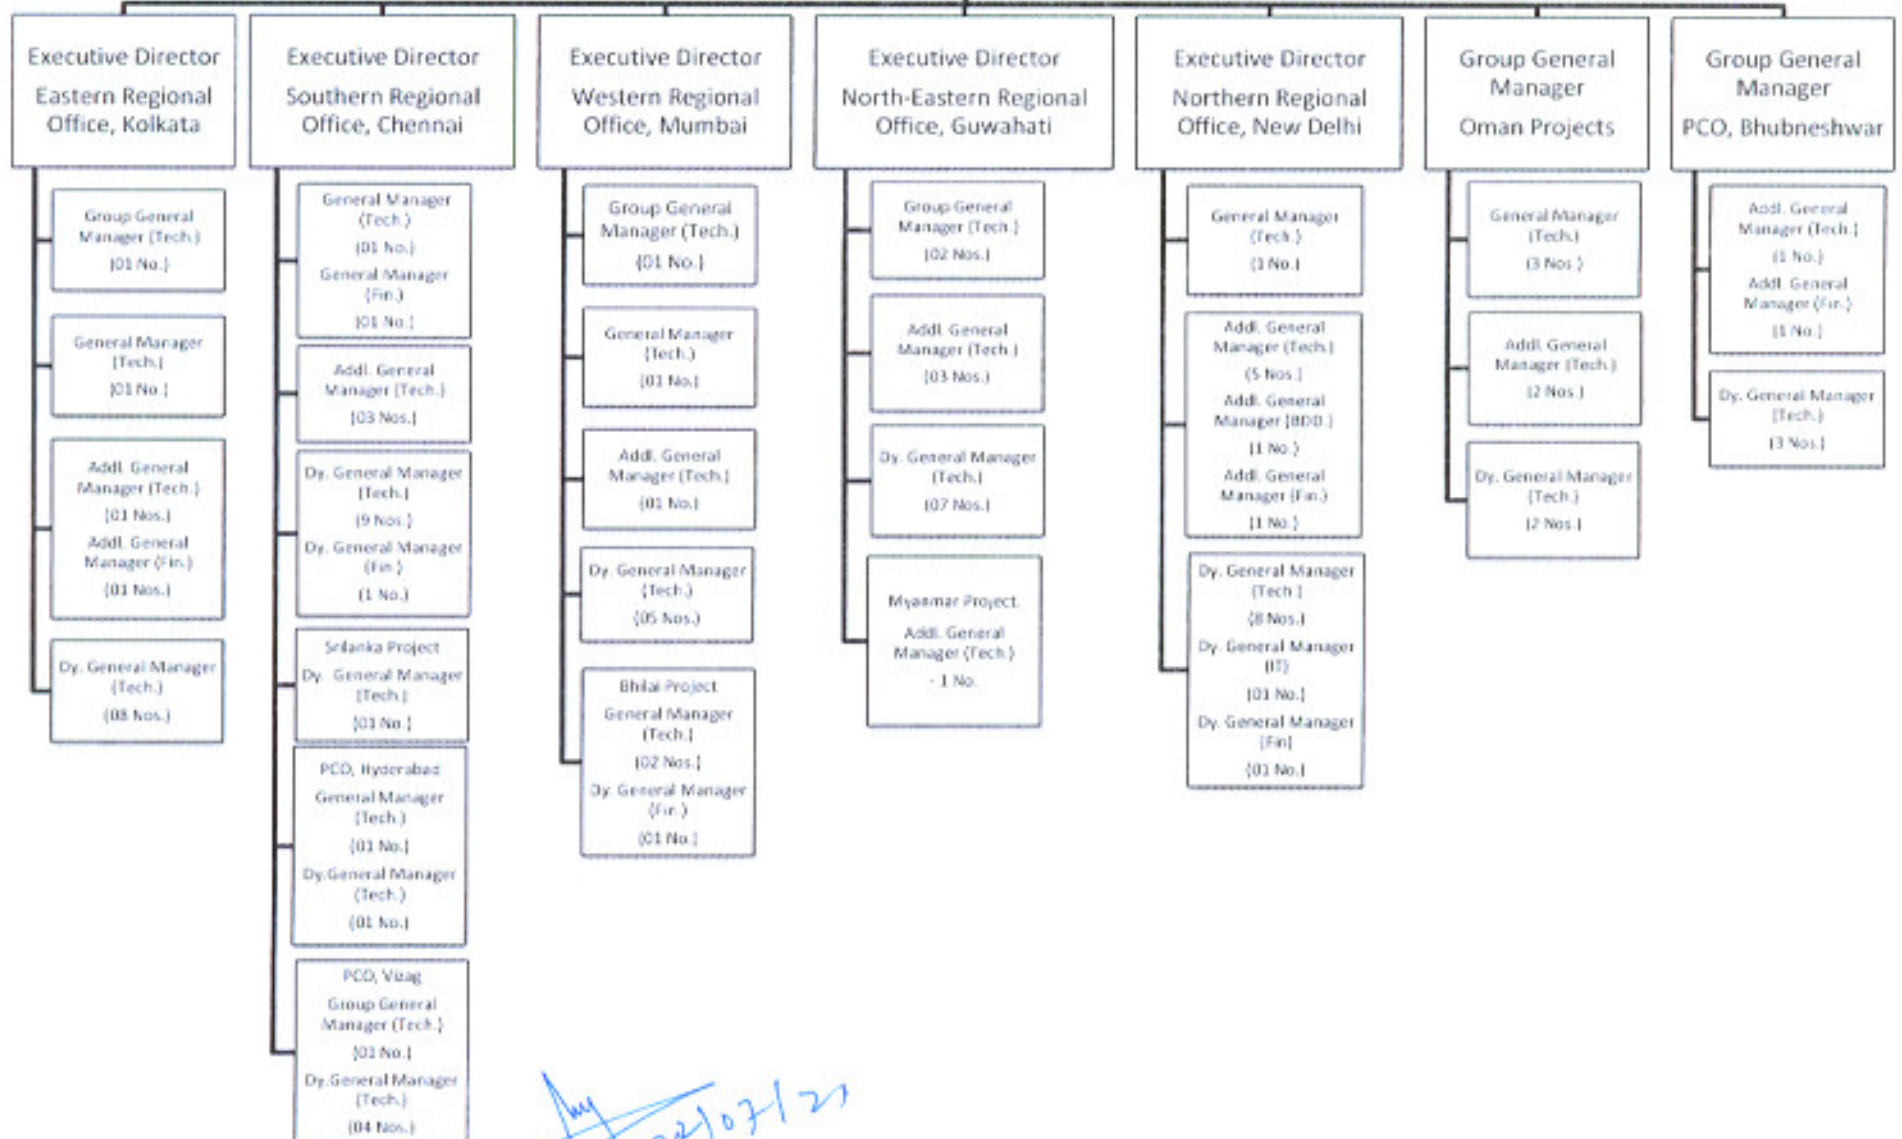 Executive Director
Eastern Regional
Office, Kolkata
Group General
Manager (Tech.)
(01 No.)
General Manager
(Tech.)
(01 No.)
Addl. General
Manager (Tech.)
(01 Nos.)
Addl. General
Manager (Fin.)
(01 Nos.)
Dy. General Manager
(Tech.)
(08 Nos.)
Executive Director
Southern Regional
Office, Chennai
General Manager
(Tech.)
(01 No.)
General Manager
(Fin.)
(01 No.)
Addl. General
Manager (Tech.)
(03 Nos.)
Dy. General Manager
(Tech.)
(9 Nos.)
Dy. General Manager
(Fin.)
(1 No.)
Srilanka Project
Dy. General Manager
(Tech.)
(01 No.)
PCO, Hyderabad
General Manager
(Tech.)
(01 No.)
Dy.General Manager
(Tech.)
(01 No.)
PCO, Vizag
Group General
Manager (Tech.)
(01 No.)
Dy.General Manager
(Tech.)
(04 Nos.)
Executive Director
Western Regional
Office, Mumbai
Group General
Manager (Tech.)
(01 No.)
General Manager
(Tech.)
(01 No.)
Addl. General
Manager (Tech.)
(01 No.)
Dy. General Manager
(Tech.)
(05 Nos.)
Bhilai Project
General Manager
(Tech.)
(02 Nos.)
Dy. General Manager
(Fin.)
(01 No.)
Executive Director
North-Eastern Regional
Office, Guwahati
Group General
Manager (Tech.)
(02 Nos.)
Addl. General
Manager (Tech.)
(03 Nos.)
Dy. General Manager
(Tech.)
(07 Nos.)
Myanmar Project.
Addl. General
Manager (Tech.)
- 1 No.
Executive Director
Northern Regional
Office, New Delhi
General Manager
(Tech.)
(1 No.)
Addl. General
Manager (Tech.)
(5 Nos.)
Addl. General
Manager (BDD.)
(1 No.)
Addl. General
Manager (Fin.)
(1 No.)
Dy. General Manager
(Tech.)
(8 Nos.)
Dy. General Manager
(IT)
(01 No.)
Dy. General Manager
(Fin)
(01 No.)
Group General
Manager
Oman Projects
General Manager
(Tech.)
(3 Nos.)
Addl. General
Manager (Tech.)
(2 Nos.)
Dy. General Manager
(Tech.)
(2 Nos.)
Group General
Manager
PCO, Bhubneshwar
Addl. General
Manager (Tech.)
(1 No.)
Addl. General
Manager (Fin.)
(1 No.)
Dy. General Manager
(Tech.)
(3 Nos.)